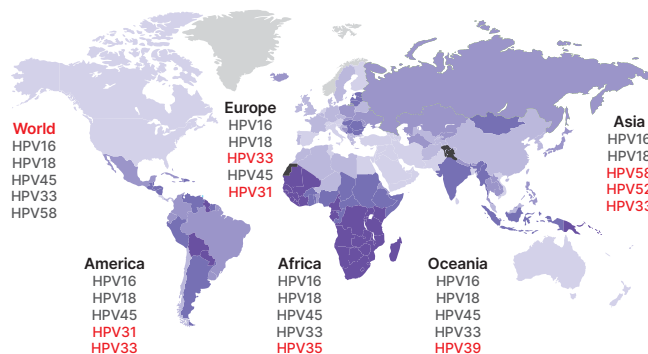 World
HPV16
HPV18
HPV45
HPV33
HPV58
Europe
HPV16
HPV18
HPV33
HPV45
HPV31
Asia
HPV16
HPV18
HPV58
HPV52
HPV33
America
HPV16
HPV18
HPV45
HPV31
HPV33
Africa
HPV16
HPV18
HPV45
HPV33
HPV35
Oceania
HPV16
HPV18
HPV45
HPV33
HPV39